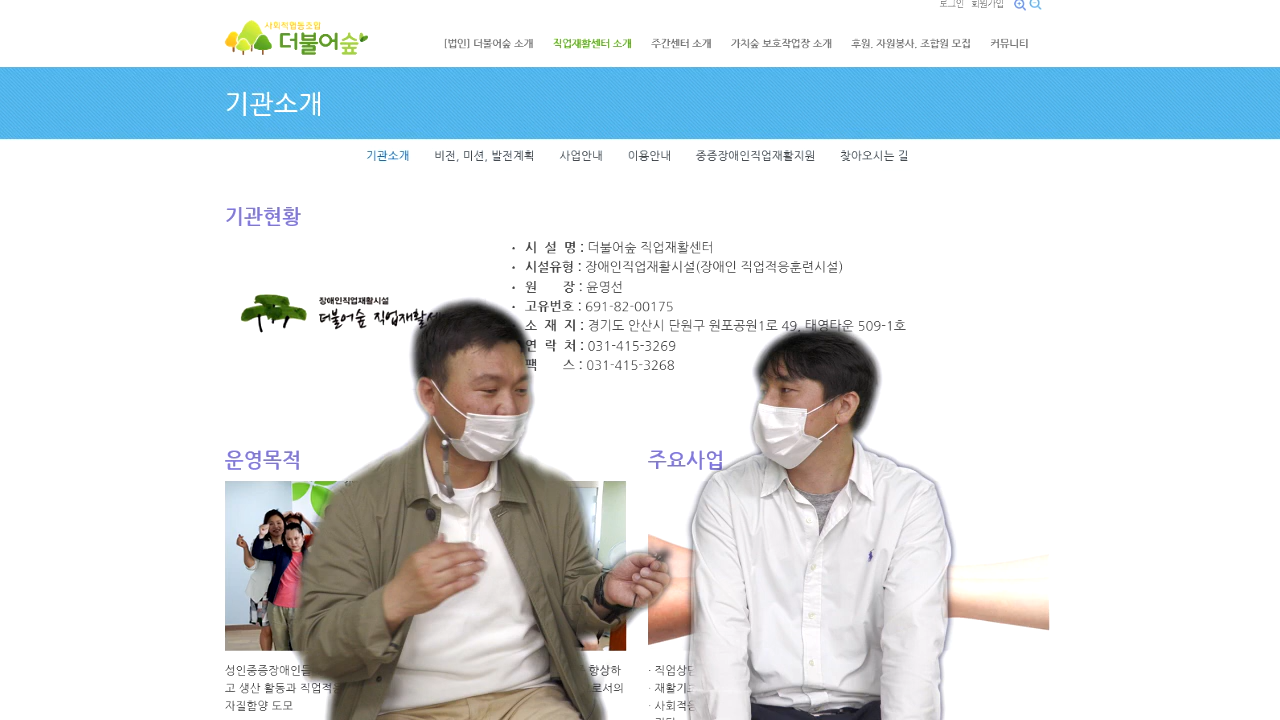 로그인 회원가입
사회적협동조합
더불어숲
[법인] 더불어숲 소개 직업재활센터 소개 주간센터 소개 가치숲 보호작업장 소개 후원, 자원봉사, 조합원 모집 커뮤니티
기관소개
기관소개 비전, 미션, 발전계획 사업안내 이용안내 중증장애인직업재활지원 찾아오시는 길
기관현황
• 시 설 명 : 더불어숲 직업재활센터
• 시설유형 : 장애인직업재활시설(장애인 직업적응훈련시설)
• 원 장 : 윤영선
• 고유번호 : 691-82-00175
소 재 지 : 경기도 안산시 단원구 원포공원1로 49, 태영타운 509-1호
연 락 처 : 031-415-3269
팩 스 : 031-415-3268
장애인직업재활시설
더불어숲 직업재활
운영목적
주요사업
성인중증장애인들 향상하
고 생산 활동과 직업적 로서의
자질함양 도모
· 직업상담
· 재활기
· 사회적응